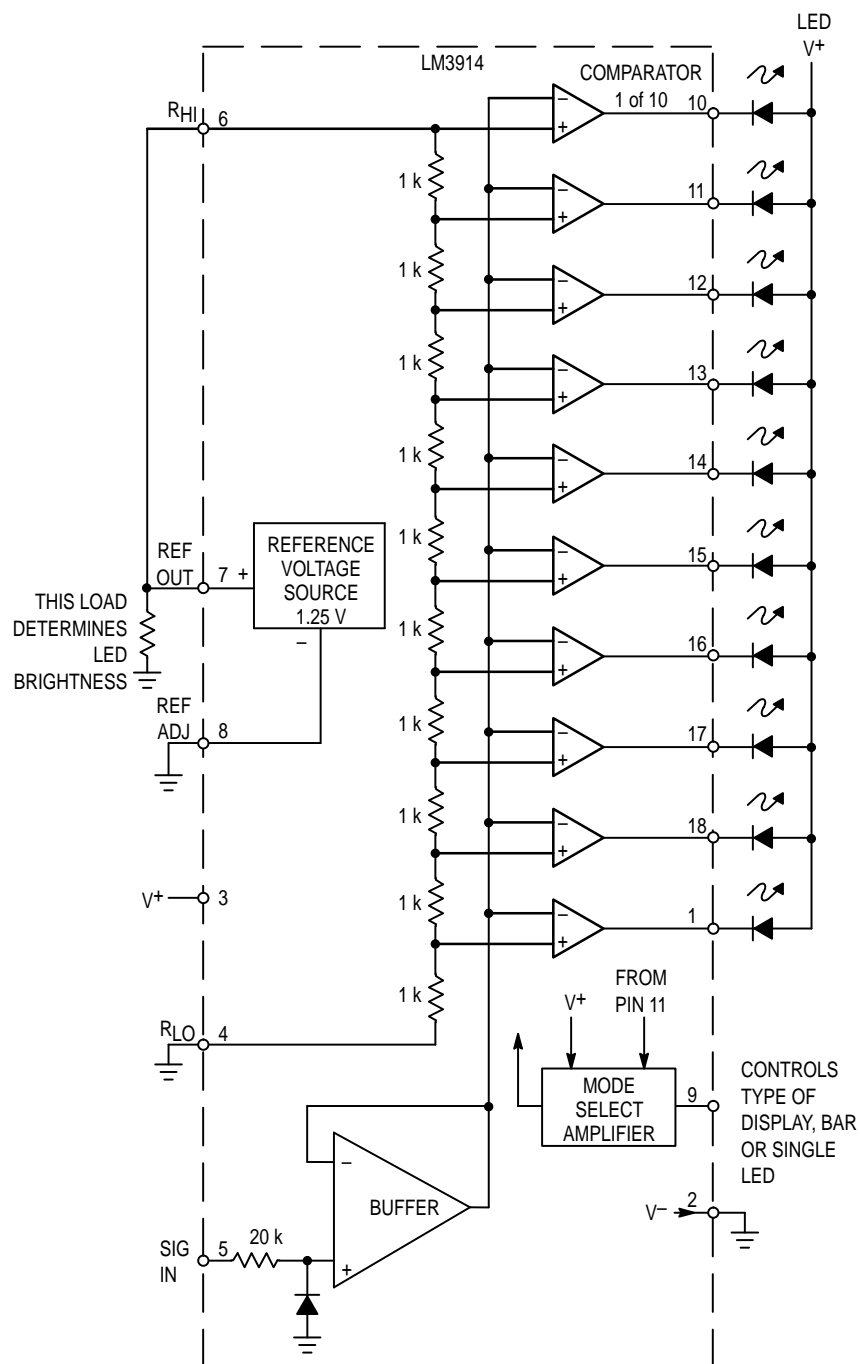 LED
V+
LM3914
COMPARATOR
1 of 10
10
RHI
6
−
+
1 k
11
−
+
1 k
12
−
+
1 k
13
−
+
1 k
14
−
+
1 k
15
−
+
REF
OUT
7
+
REFERENCE
VOLTAGE
SOURCE
1.25 V
−
THIS LOAD
DETERMINES
LED
BRIGHTNESS
1 k
16
−
+
REF
ADJ
8
1 k
17
−
+
1 k
18
−
+
V+
3
1 k
1
−
+
1 k
RLO
4
V+
FROM
PIN 11
MODE
SELECT
AMPLIFIER
9
CONTROLS
TYPE OF
DISPLAY, BAR
OR SINGLE
LED
−
BUFFER
+
V−
2
SIG
IN
5
20 k